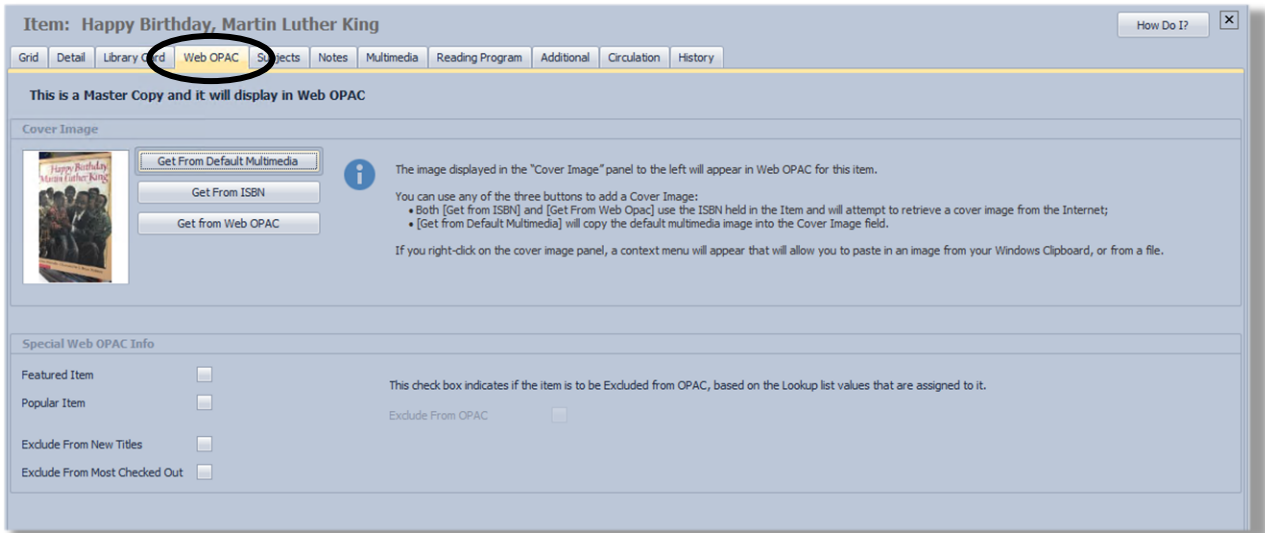 Item: Happy Birthday, Martin Luther King
How Do I?
Grid Detail Library Card Web OPAC Subjects Notes Multimedia Reading Program Additional Circulation History
This is a Master Copy and it will display in Web OPAC
Cover Image
Happy Birthday
Martin Luther King
Get From Default Multimedia
Get From ISBN
Get from Web OPAC
The image displayed in the "Cover Image" panel to the left will appear in Web OPAC for this item.
You can use any of the three buttons to add a Cover Image:
• Both [Get from ISBN] and [Get From Web Opac] use the ISBN held in the Item and will attempt to retrieve a cover image from the Internet;
• [Get from Default Multimedia] will copy the default multimedia image into the Cover Image field.
If you right-click on the cover image panel, a context menu will appear that will allow you to paste in an image from your Windows Clipboard, or from a file.
Special Web OPAC Info
Featured Item
Popular Item
Exclude From New Titles
Exclude From Most Checked Out
This check box indicates if the item is to be Excluded from OPAC, based on the Lookup list values that are assigned to it.
Exclude From OPAC